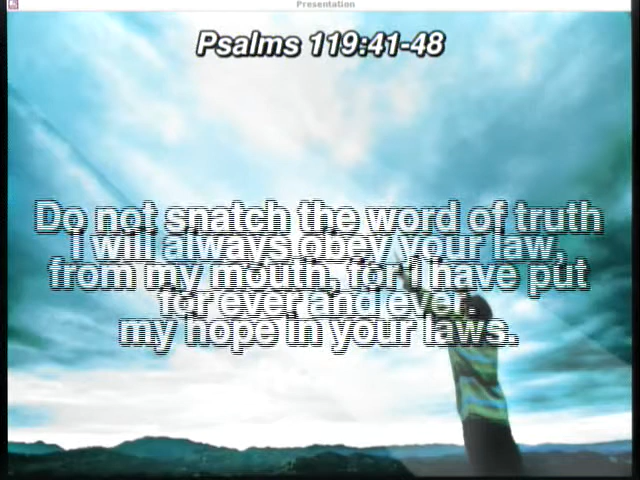 Presentation
Psalms 119:41-48
Do not snatch the word of truth
I will always obey your law,
from my mouth, for I have put
for ever and ever.
my hope in your laws.